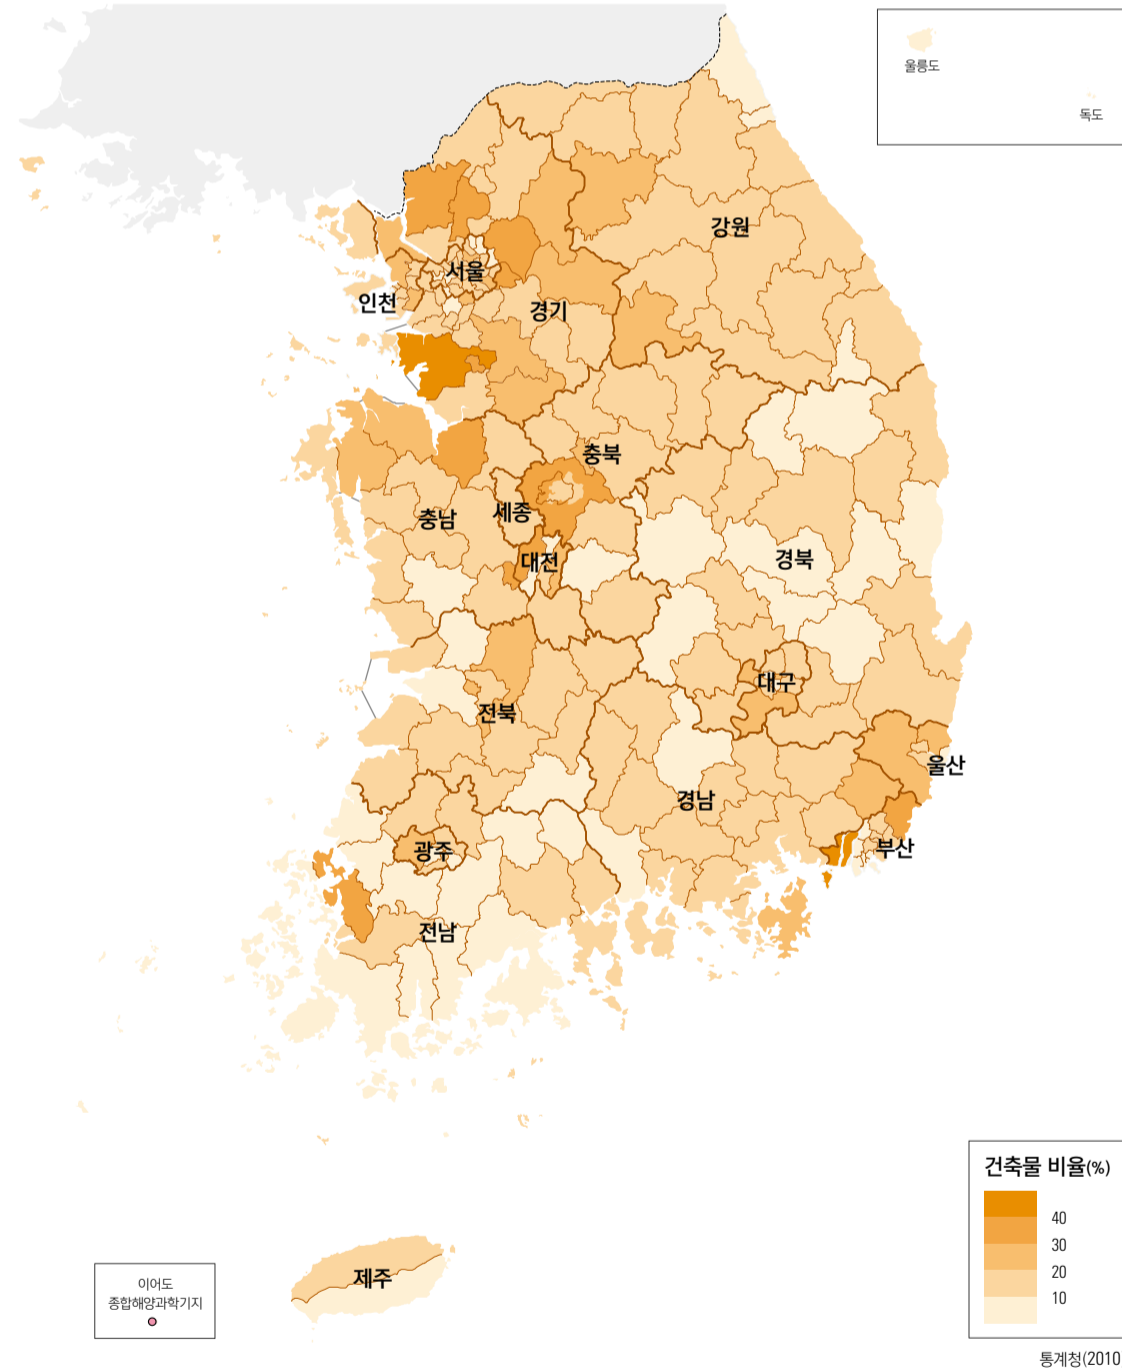 울릉도
독도
강원
서울
인천
경기
충북
세종
충남
대전
경북
대구
전북
울산
경남
광주
부산
전남
제주
이어도
종합해양과학기지
건축물 비율(%)
40
30
20
10
통계청(2010